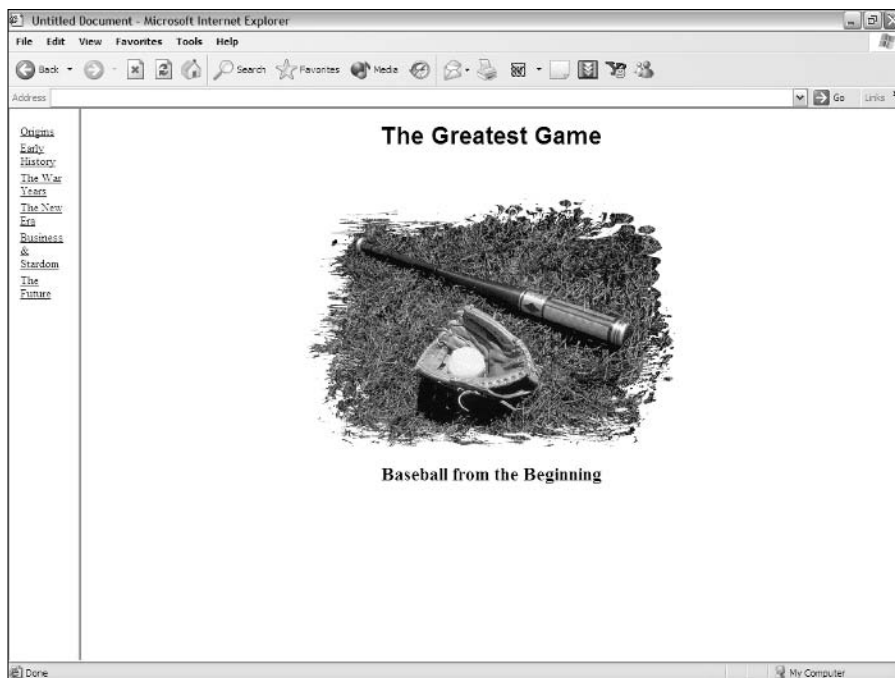 Untitled Document - Microsoft Internet Explorer
File Edit View Favorites Tools Help
Back Search Favorites Media
Address Go Links
Origins
Early
History
The War
Years
The New
Era
Business
&
Stardom
The
Future
The Greatest Game
Baseball from the Beginning
Done My Computer